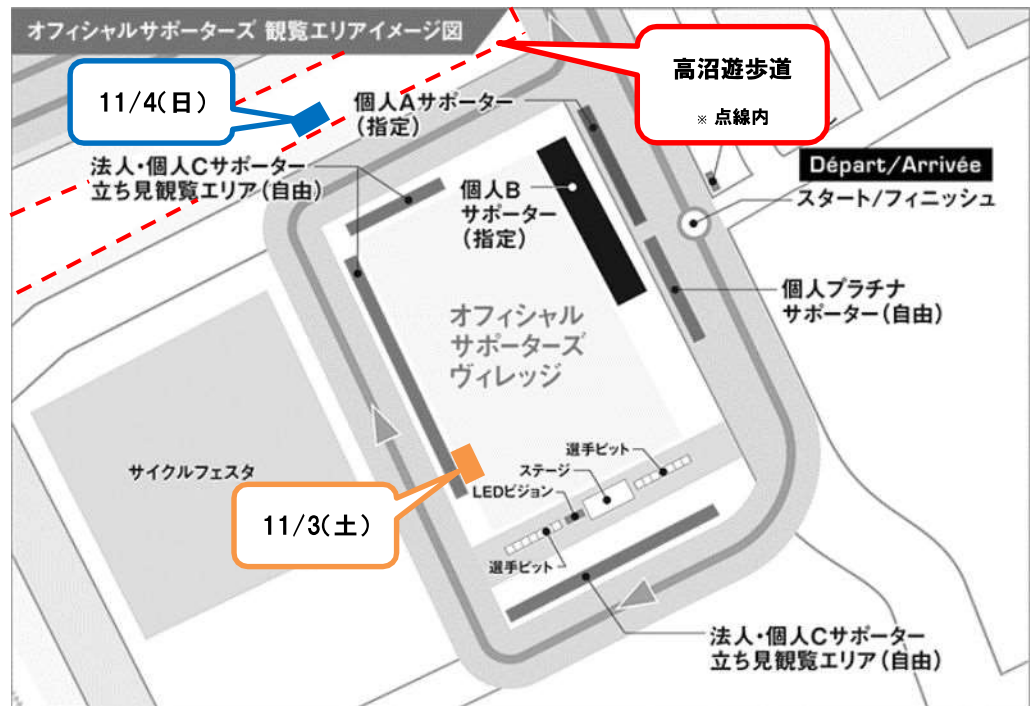 オフィシャルサポーターズ 観覧エリアイメージ図
高沼遊歩道
※ 点線内
11/4(日)
個人Aサポーター
(指定)
法人・個人Cサポーター
立ち見観覧エリア(自由)
個人B
サポーター
(指定)
Départ/Arrivée
スタート/フィニッシュ
個人プラチナ
サポーター(自由)
オフィシャル
サポーターズ
ヴィレッジ
サイクルフェスタ
選手ピット
ステージ
LEDビジョン
11/3(土)
選手ピット
法人・個人Cサポーター
立ち見観覧エリア(自由)